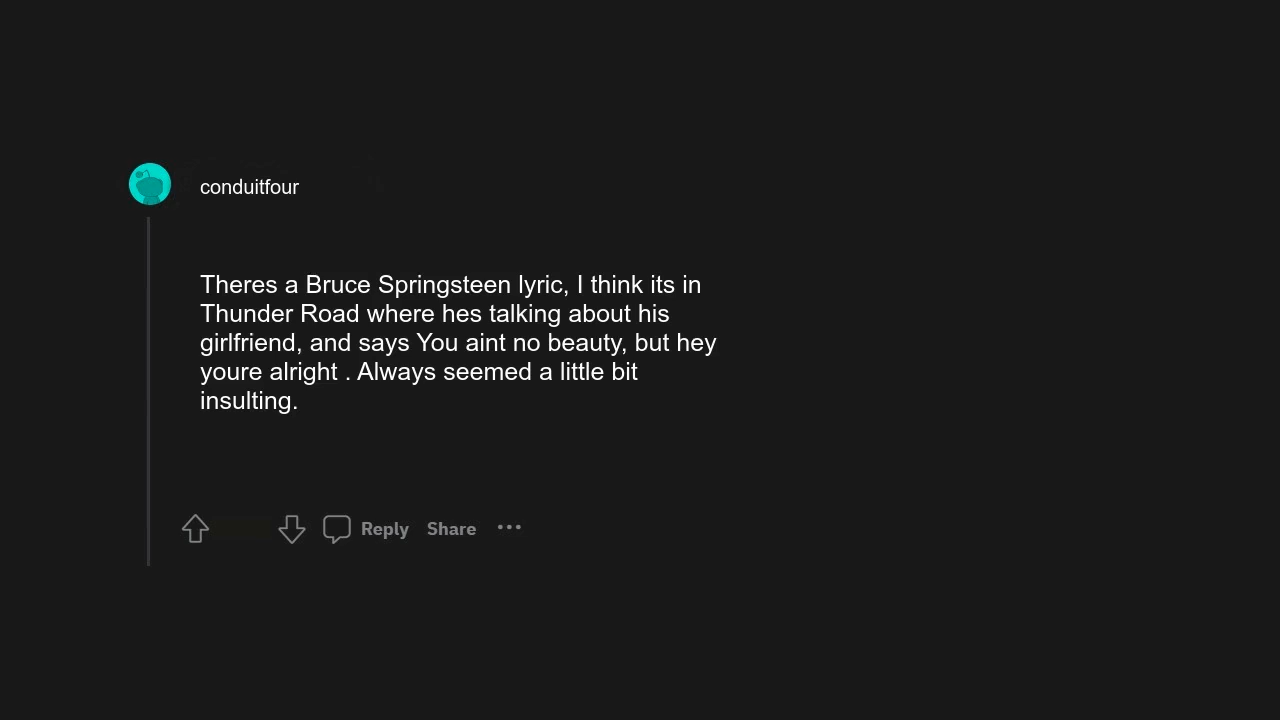 conduitfour
Theres a Bruce Springsteen lyric, I think its in
Thunder Road where hes talking about his
girlfriend, and says You aint no beauty, but hey
youre alright . Always seemed a little bit
insulting.
Reply Share